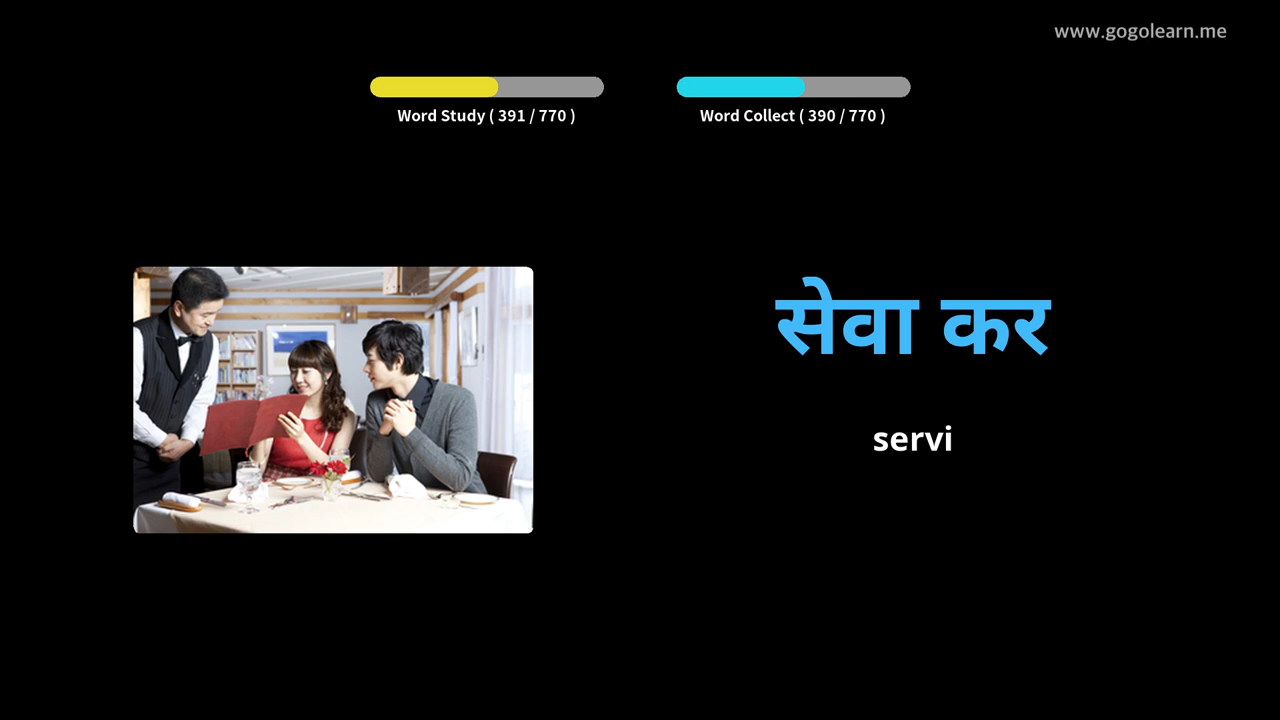 www.gogolearn.me
Word Study ( 391 / 770 )
Word Collect ( 390 / 770 )
सेवा कर
servi